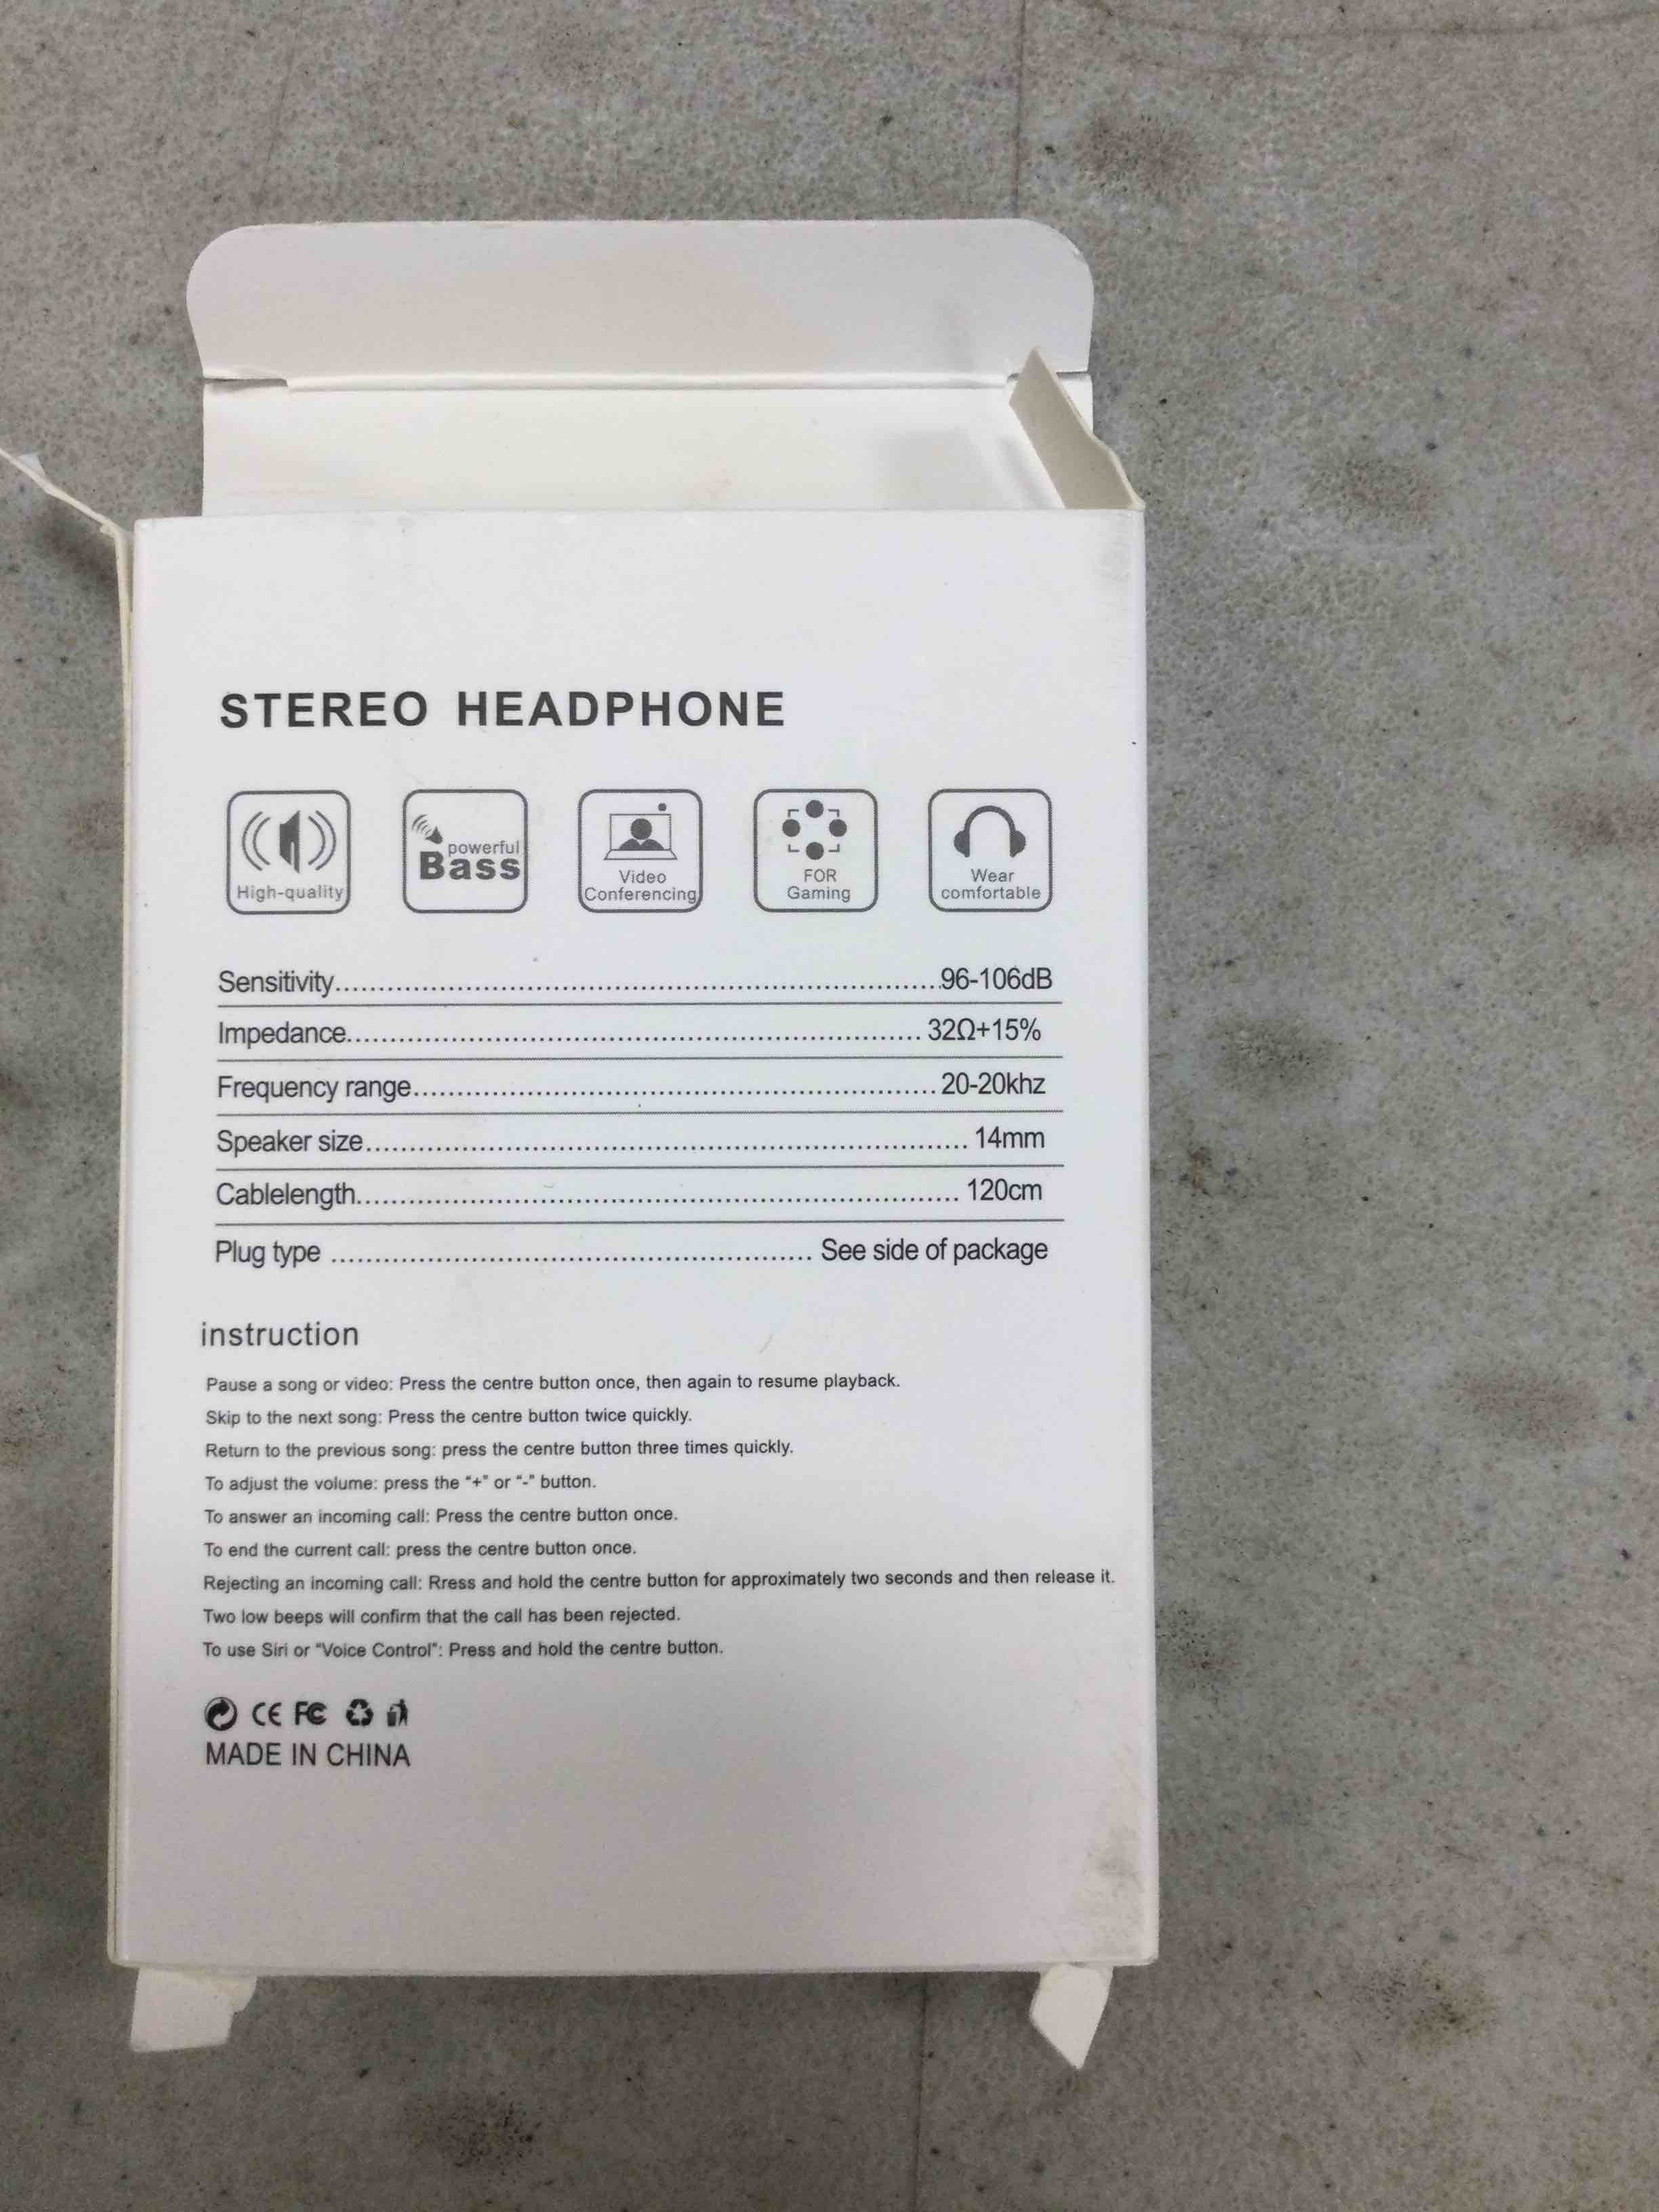 STEREO HEADPHONE
High-quality
powerful
Bass
Video
Conferencing
FOR
Gaming
Wear
comfortable
Sensitivity......................................................................96-106dB
Impedance.................................................................. 32Ω+15%
Frequency range............................................................ 20-20khz
Speaker size..................................................................... 14mm
Cablelength..................................................................... 120cm
Plug type ....................................................... See side of package
instruction
Pause a song or video: Press the centre button once, then again to resume playback.
Skip to the next song: Press the centre button twice quickly.
Return to the previous song: press the centre button three times quickly.
To adjust the volume: press the “+” or “-” button.
To answer an incoming call: Press the centre button once.
To end the current call: press the centre button once.
Rejecting an incoming call: Rress and hold the centre button for approximately two seconds and then release it.
Two low beeps will confirm that the call has been rejected.
To use Siri or “Voice Control”: Press and hold the centre button.
CE FC
MADE IN CHINA